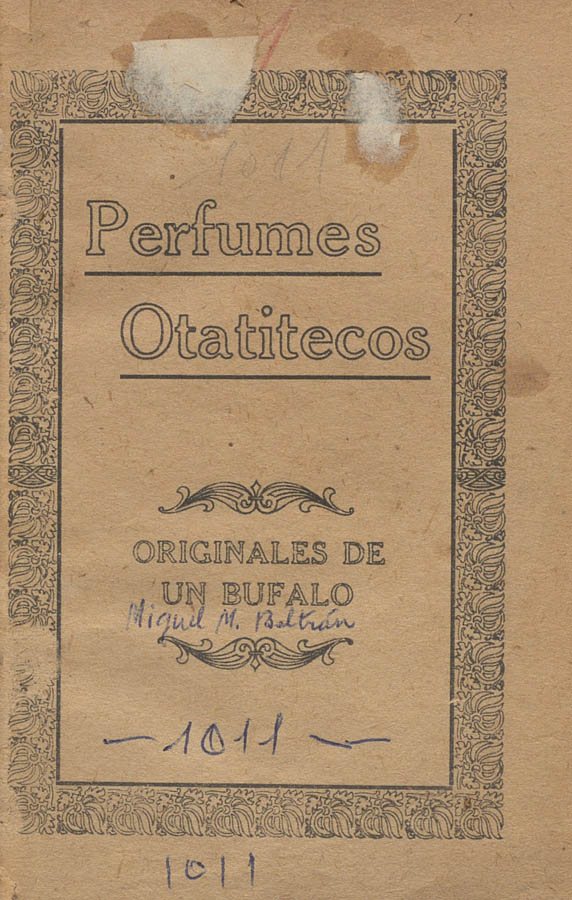 1011
Perfumes
Otatitecos
ORIGINALES DE
UN BUFALO
Miguel M. Beltrán
— 1011 —
1011